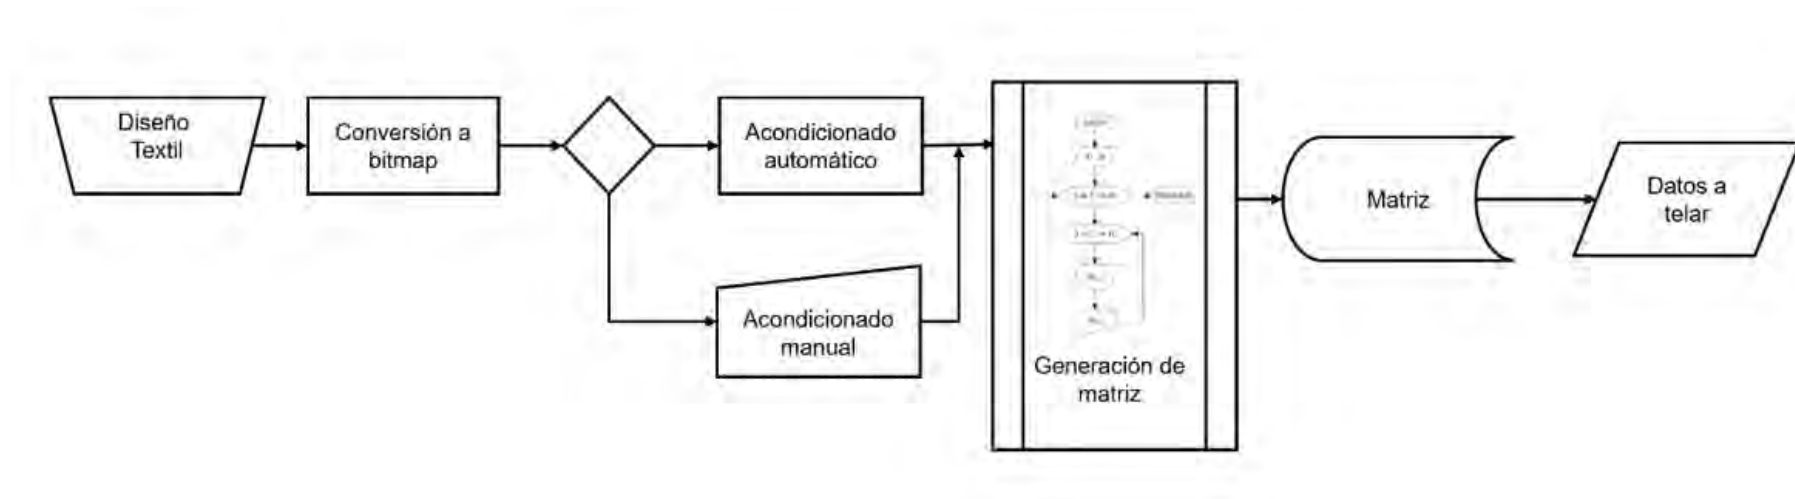 Diseño
Textil
Conversión a
bitmap
Acondicionado
automático
Acondicionado
manual
Generación de
matriz
Matriz
Datos a
telar